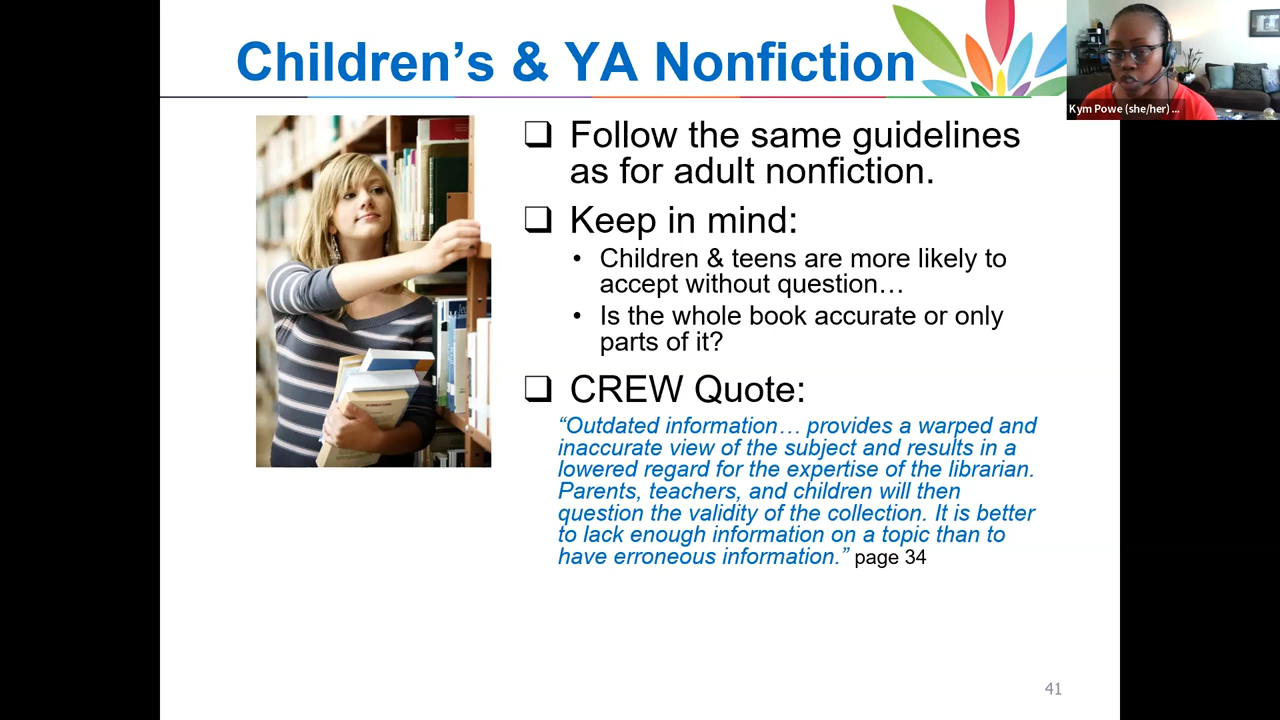 Children's & YA Nonfiction
Kym Powe (she/her) ...
❑ Follow the same guidelines
as for adult nonfiction.
❑ Keep in mind:
• Children & teens are more likely to
accept without question…
• Is the whole book accurate or only
parts of it?
❑ CREW Quote:
“Outdated information… provides a warped and
inaccurate view of the subject and results in a
lowered regard for the expertise of the librarian.
Parents, teachers, and children will then
question the validity of the collection. It is better
to lack enough information on a topic than to
have erroneous information.” page 34
41